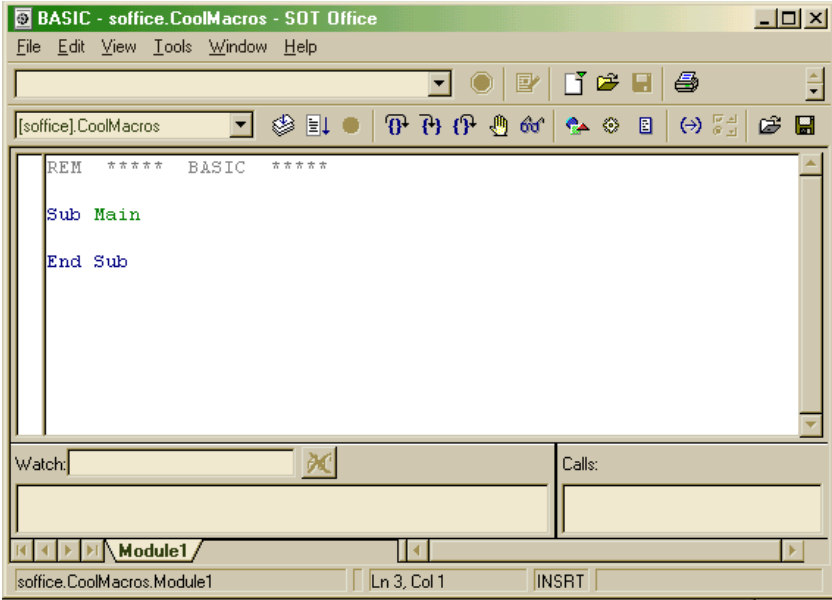 BASIC - soffice.CoolMacros - SOT Office
File Edit View Tools Window Help
[soffice].CoolMacros
REM ***** BASIC *****
Sub Main
End Sub
Watch:
Calls:
Module1
soffice.CoolMacros.Module1 Ln 3, Col 1 INSRT